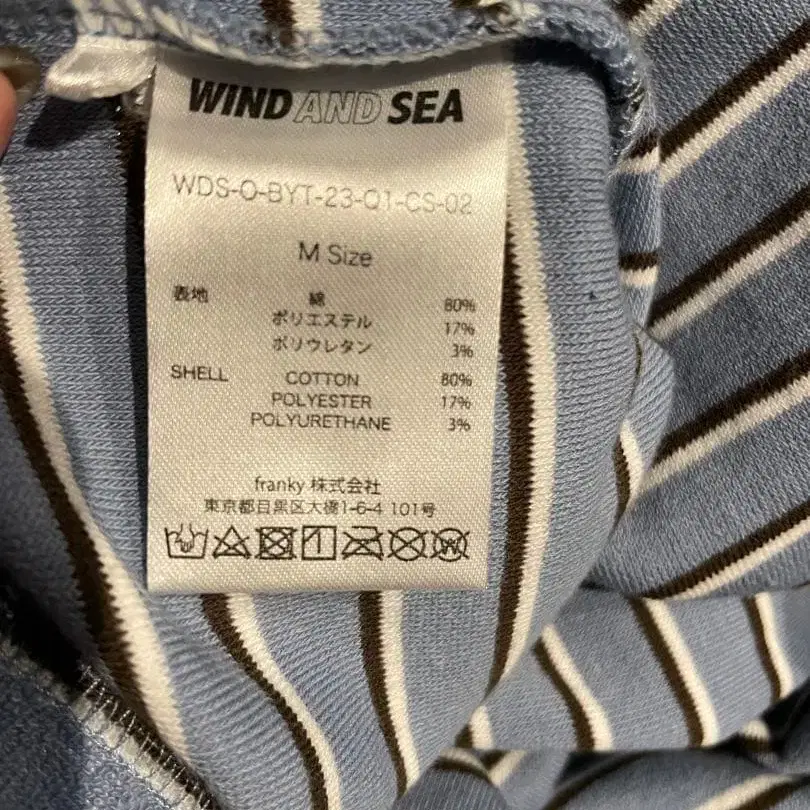 WIND AND SEA
WDS-O-BYT-23-Q1-CS-02
M Size
表地 綿 80%
ポリエステル 17%
ポリウレタン 3%
SHELL COTTON 80%
POLYESTER 17%
POLYURETHANE 3%
franky 株式会社
東京都目黒区大橋1-6-4 101号
W